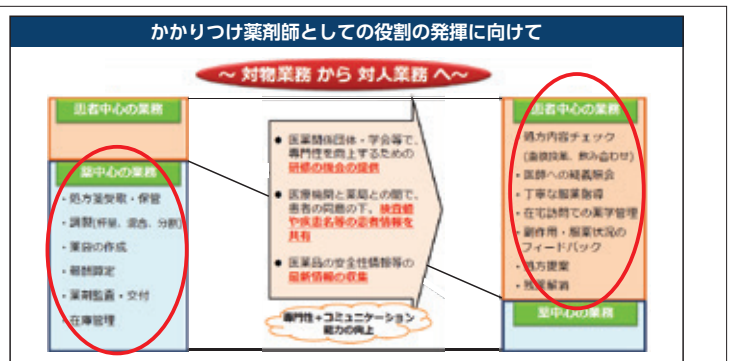 かかりつけ薬剤師としての役割の発揮に向けて
～ 対物業務 から 対人業務 へ～
患者中心の業務
薬中心の業務
・処方箋受取・保管
・調製(秤量、混合、分割)
・薬袋の作成
・報酬算定
・薬剤監査・交付
・在庫管理
● 医薬関係団体・学会等で、
専門性を向上するための
研修の機会の提供
● 医療機関と薬局との間で、
患者の同意の下、検査値
や疾患名等の患者情報を
共有
● 医薬品の安全性情報等の
最新情報の収集
専門性+コミュニケーション
能力の向上
患者中心の業務
・処方内容チェック
(重複投薬、飲み合わせ)
・医師への疑義照会
・丁寧な服薬指導
・在宅訪問での薬学管理
・副作用・服薬状況の
フィードバック
・処方提案
・残薬解消
薬中心の業務